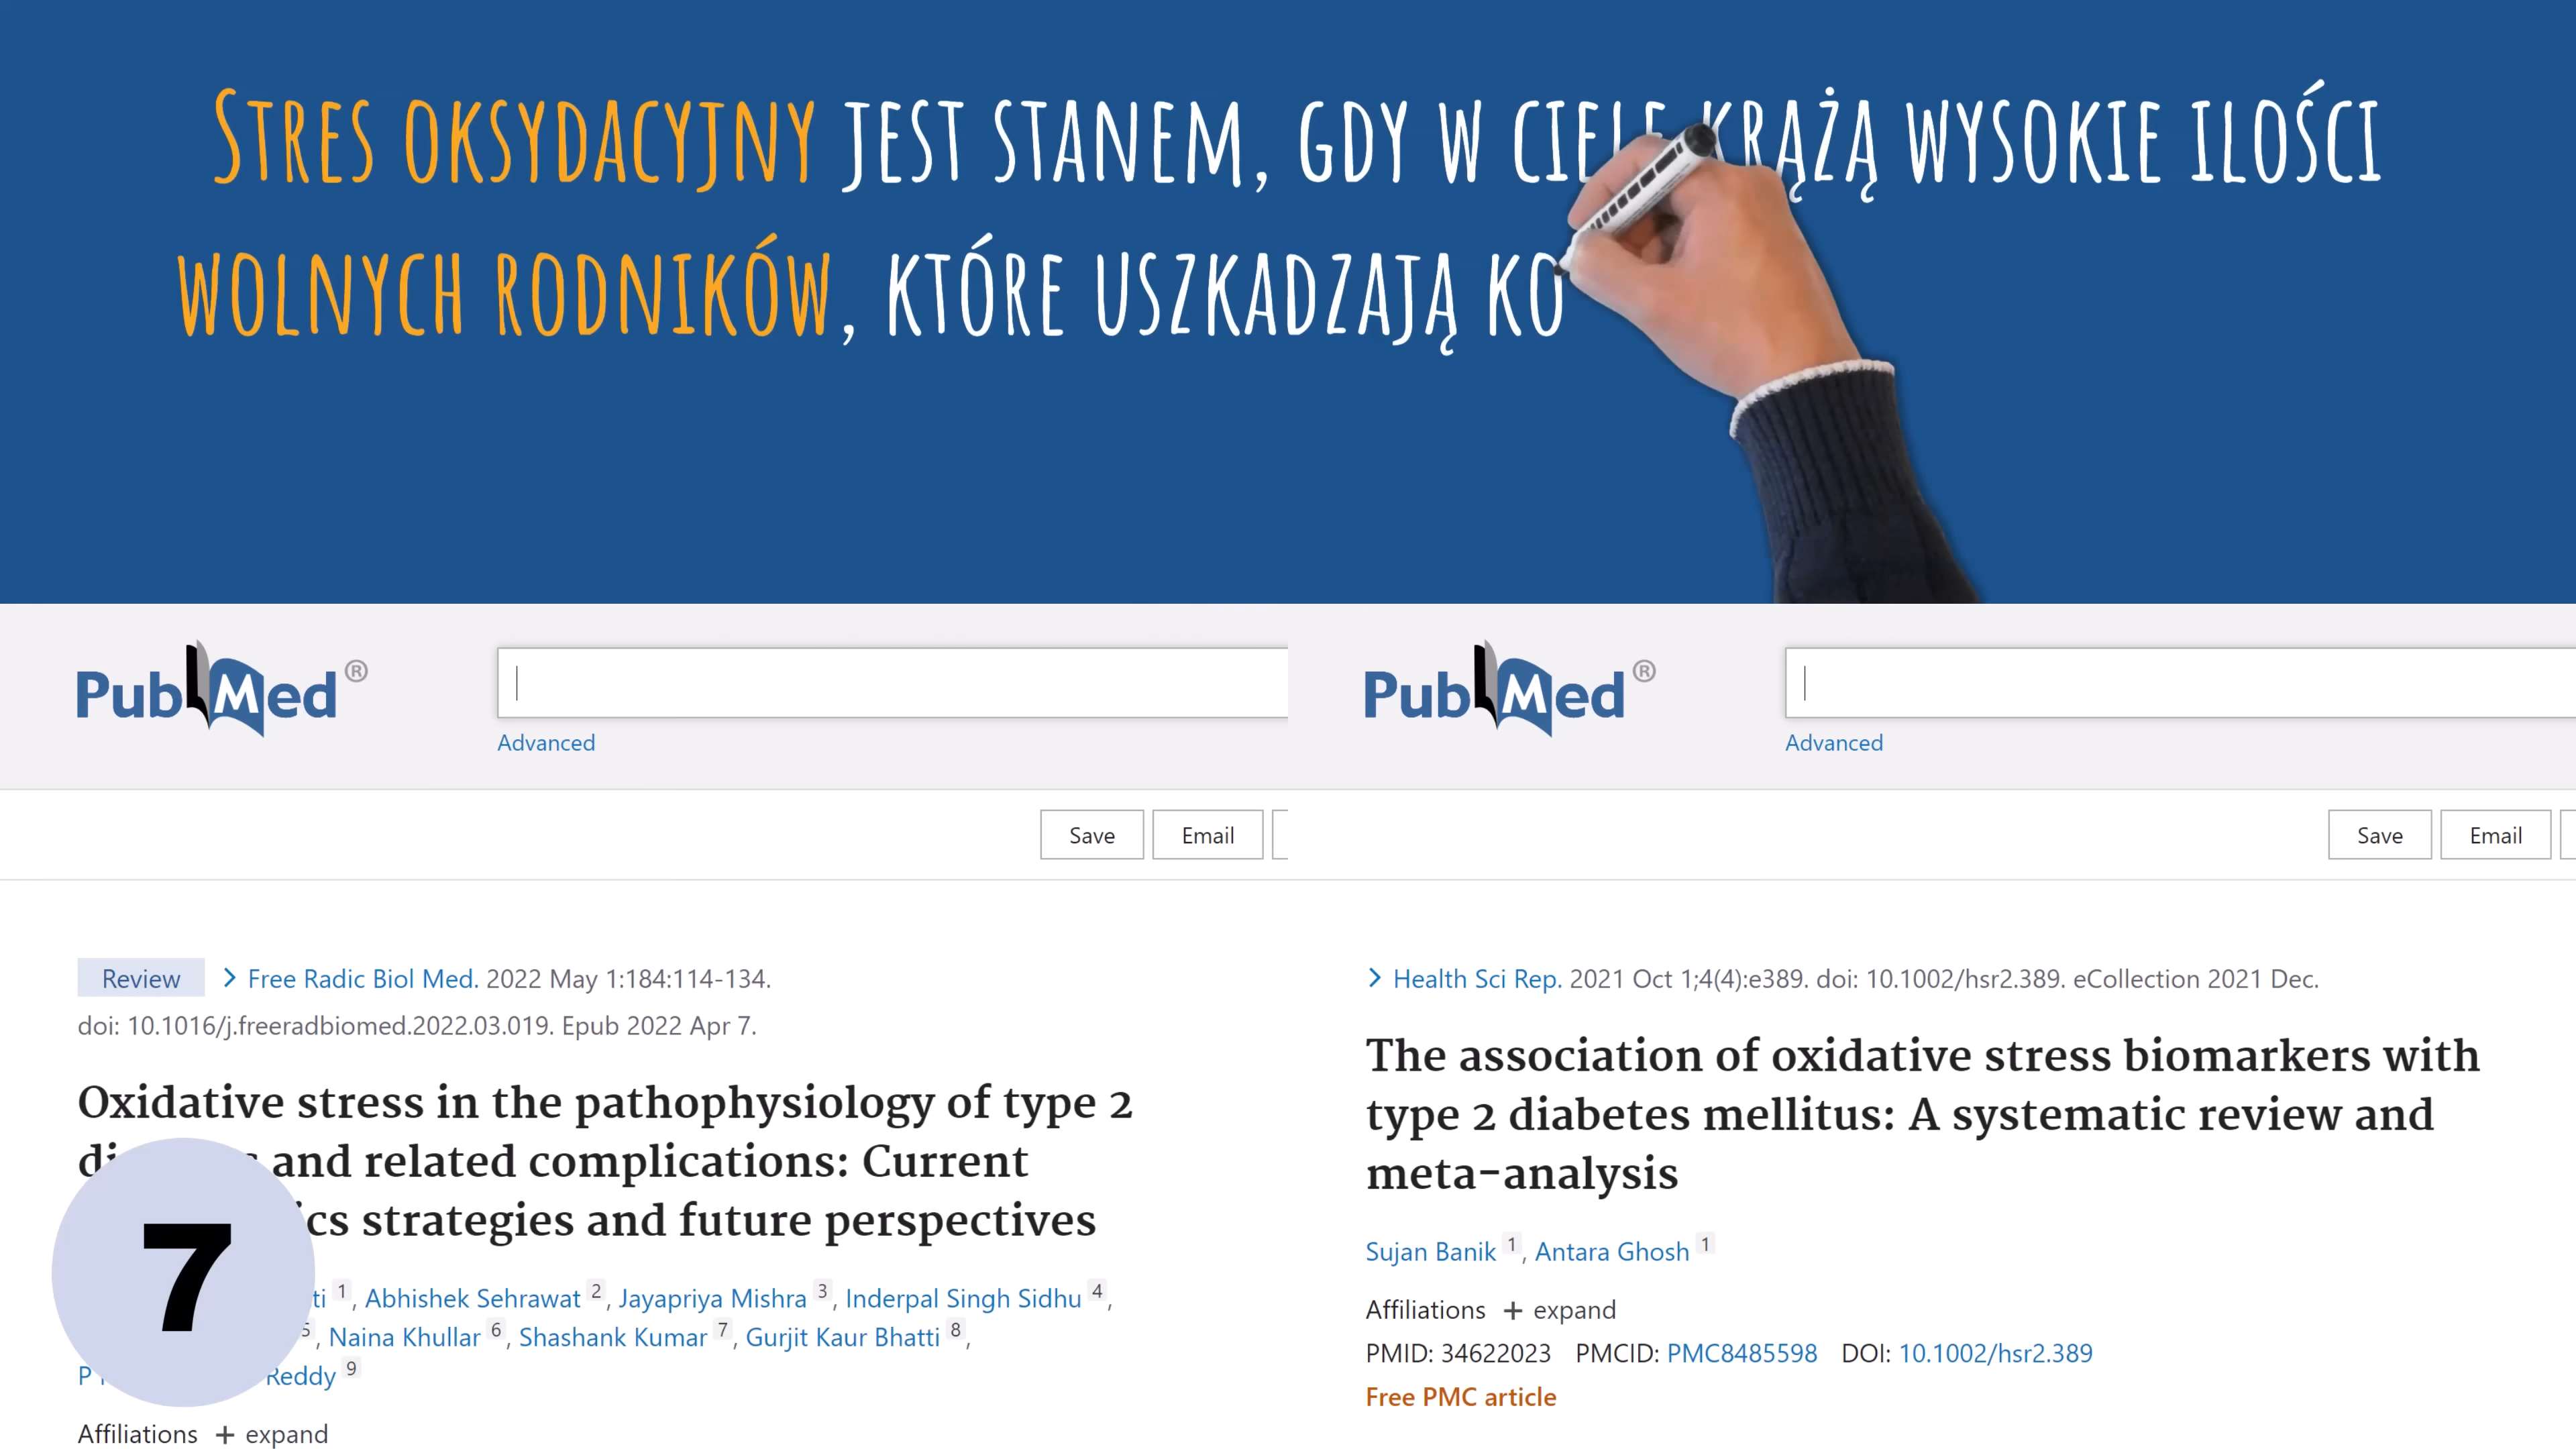 Stres oksydacyjny jest stanem, gdy w ciele krążą wysokie ilości
wolnych rodników, które uszkadzają
PubMed®
Advanced
Save Email
Review > Free Radic Biol Med. 2022 May 1:184:114-134.
doi: 10.1016/j.freeradbiomed.2022.03.019. Epub 2022 Apr 7.
Oxidative stress in the pathophysiology of type 2
and related complications: Current
strategies and future perspectives
1, Abhishek Sehrawat 2, Jayapriya Mishra 3, Inderpal Singh Sidhu 4,
5, Naina Khullar 6, Shashank Kumar 7, Gurjit Kaur Bhatti 8,
Reddy 9
Affiliations + expand
7
PubMed®
Advanced
Save Email
> Health Sci Rep. 2021 Oct 1;4(4):e389. doi: 10.1002/hsr2.389. eCollection 2021 Dec.
The association of oxidative stress biomarkers with
type 2 diabetes mellitus: A systematic review and
meta-analysis
Sujan Banik 1, Antara Ghosh 1
Affiliations + expand
PMID: 34622023 PMCID: PMC8485598 DOI: 10.1002/hsr2.389
Free PMC article